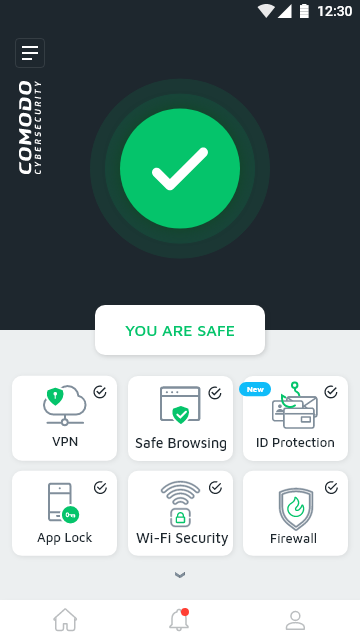 12:30
COMODO
CYBERSECURITY
YOU ARE SAFE
VPN
Safe Browsing
New
ID Protection
App Lock
Wi-Fi Security
Firewall